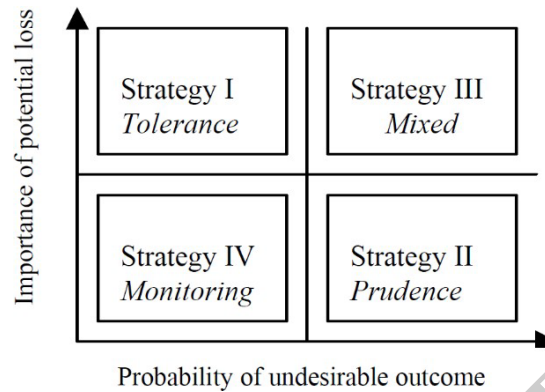 Importance of potential loss
Strategy I
Tolerance
Strategy III
Mixed
Strategy IV
Monitoring
Strategy II
Prudence
Probability of undesirable outcome